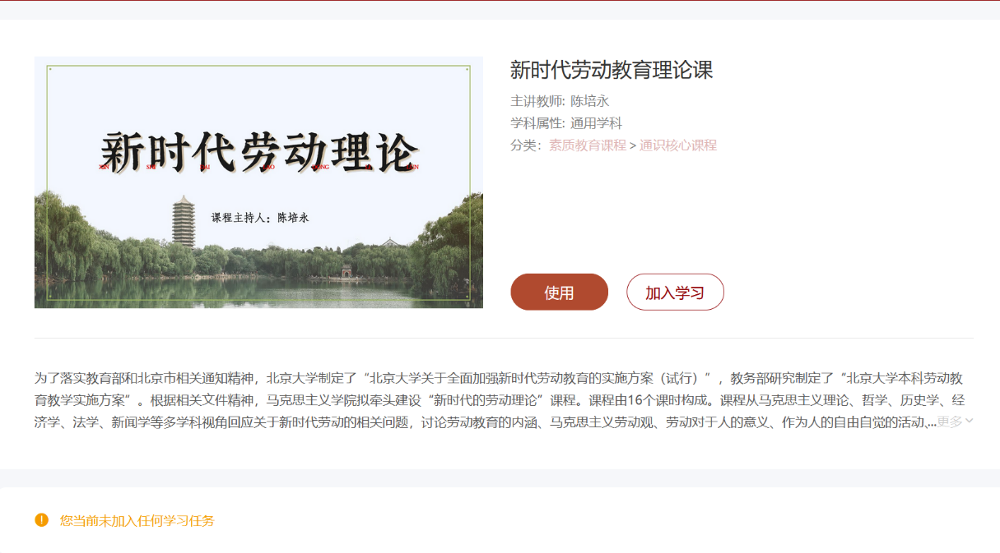 新时代劳动理论
XIN SHI DAI LAO DONG LI LUN
课程主持人：陈培永
新时代劳动教育理论课
主讲教师: 陈培永
学科属性: 通用学科
分类: 素质教育课程 > 通识核心课程
使用
加入学习
为了落实教育部和北京市相关通知精神，北京大学制定了“北京大学关于全面加强新时代劳动教育的实施方案（试行）”，教务部研究制定了“北京大学本科劳动教
育教学实施方案”。根据相关文件精神，马克思主义学院拟牵头建设“新时代的劳动理论”课程。课程由16个课时构成。课程从马克思主义理论、哲学、历史学、经
济学、法学、新闻学等多学科视角回应关于新时代劳动的相关问题，讨论劳动教育的内涵、马克思主义劳动观、劳动对于人的意义、作为人的自由自觉的活动、...更多
您当前未加入任何学习任务